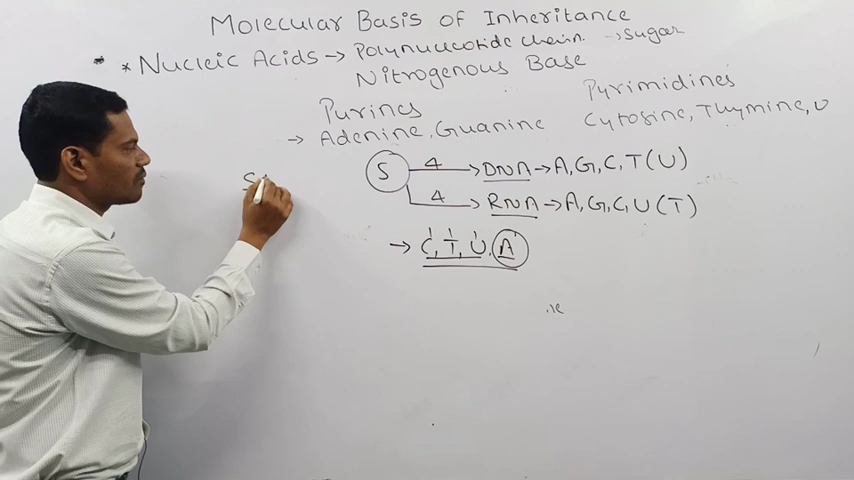 Molecular Basis of Inheritance
* Nucleic Acids → Polynucleotide chain. → Sugar
Nitrogenous Base
Purines Pyrimidines
→ Adenine, Guanine Cytosine, Thymine, U
5 4 → DNA → A, G, C, T(U)
4 → RNA → A, G, C, U(T)
→ C, T, U, A